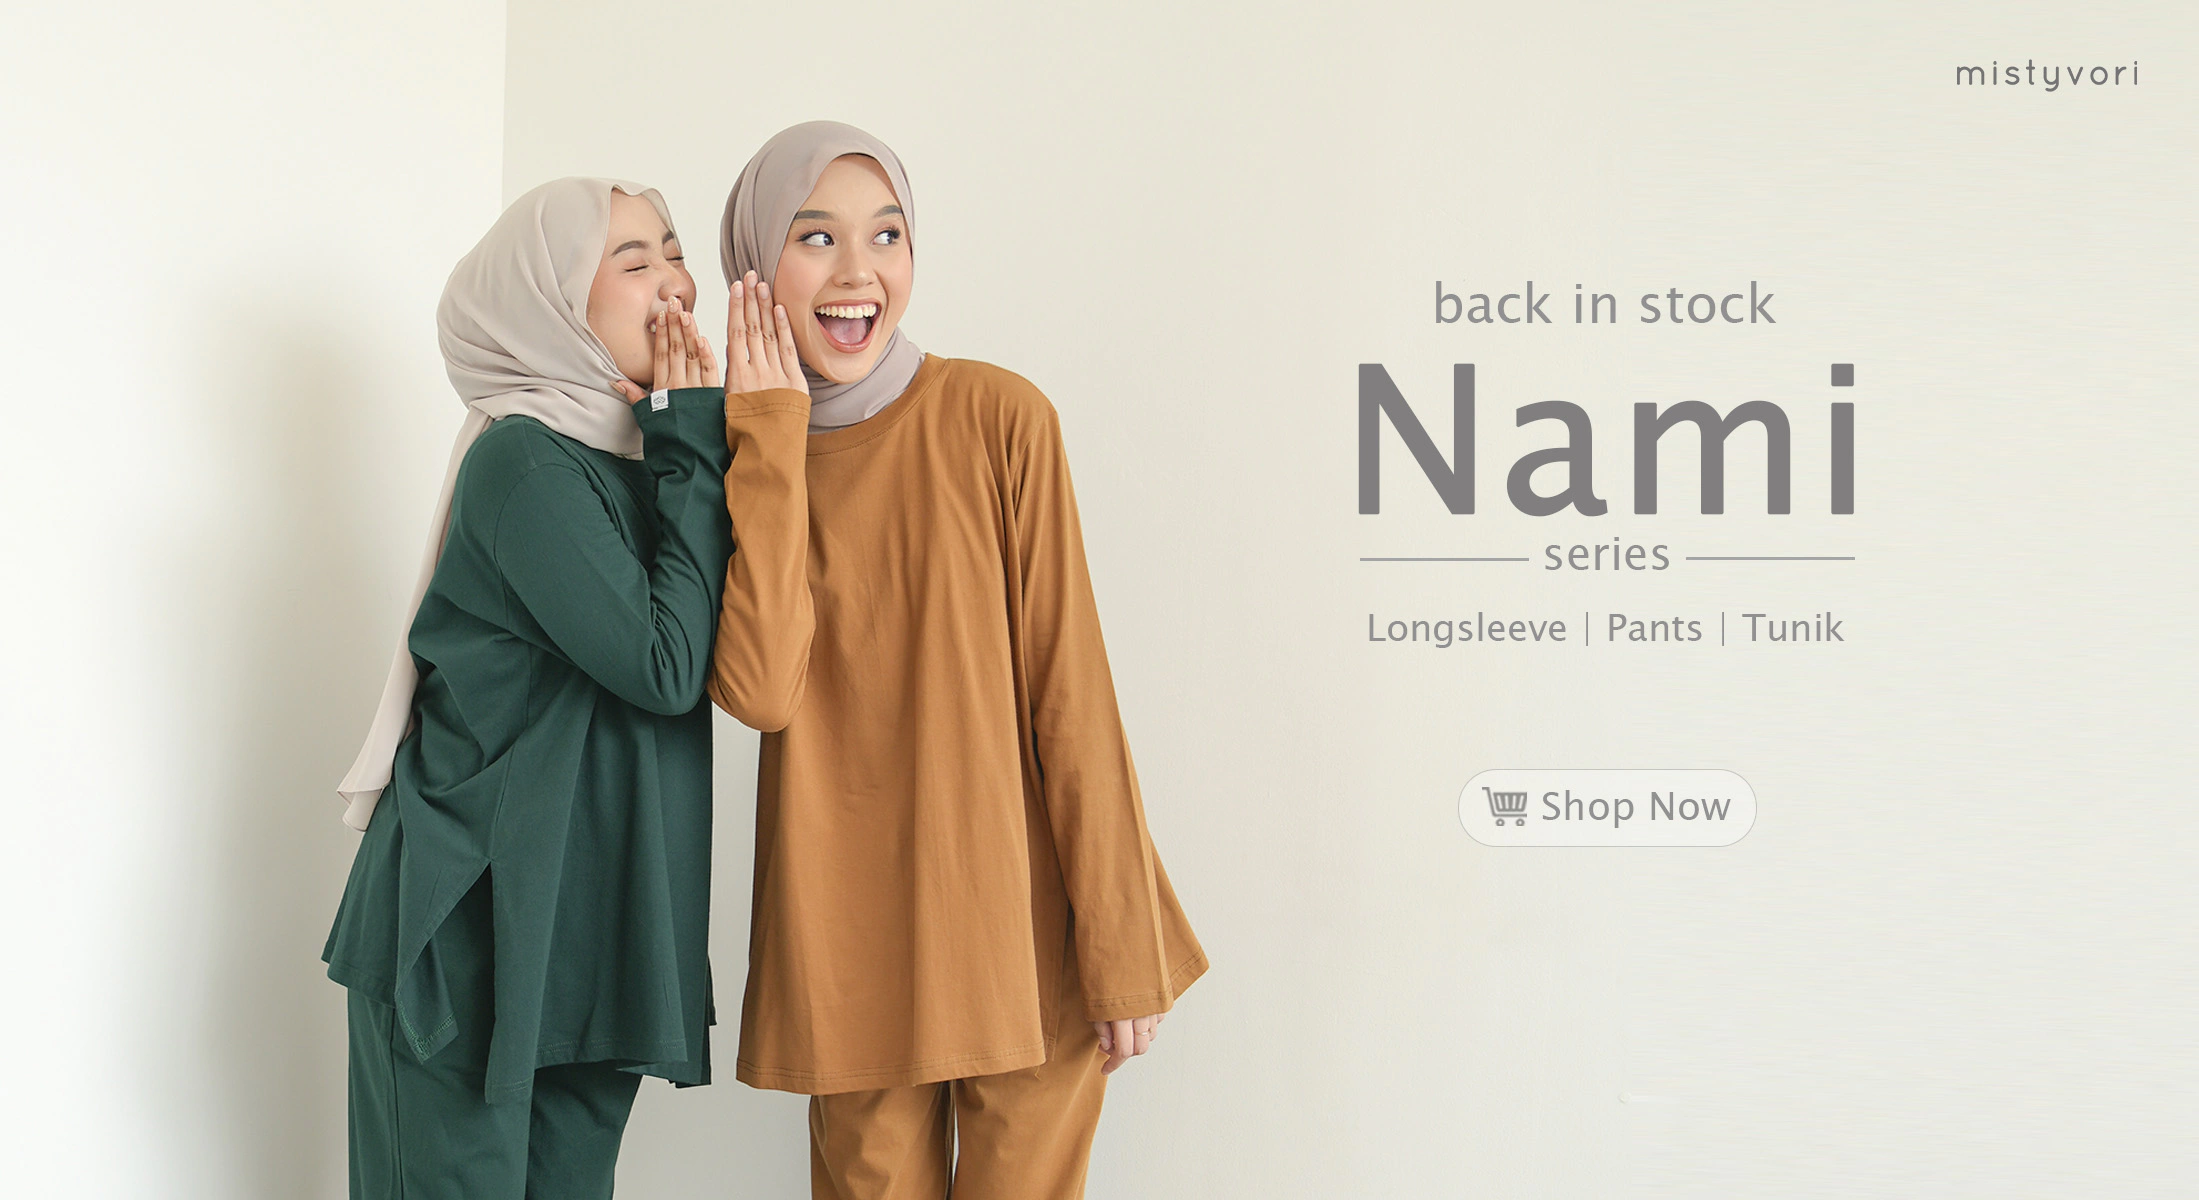 mistyvori
back in stock
Nami
series
Longsleeve | Pants | Tunik
Shop Now